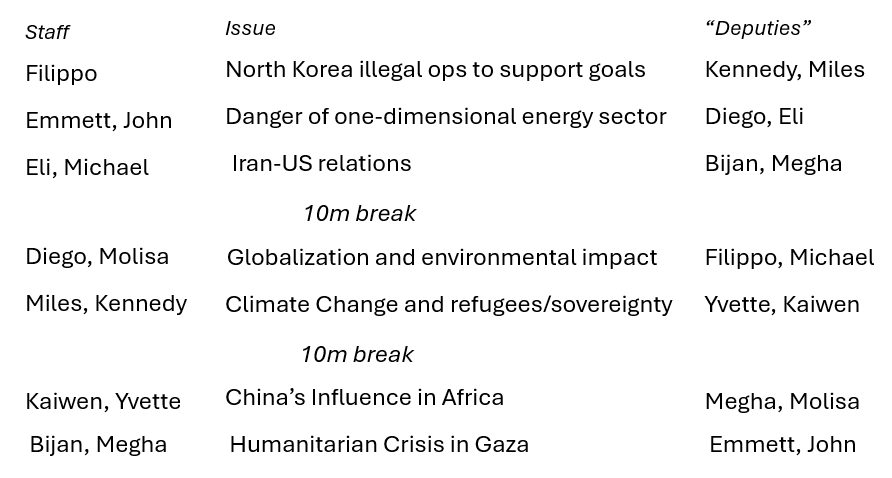 Staff Issue “Deputies”
Filippo North Korea illegal ops to support goals Kennedy, Miles
Emmett, John Danger of one-dimensional energy sector Diego, Eli
Eli, Michael Iran-US relations Bijan, Megha
10m break
Diego, Molisa Globalization and environmental impact Filippo, Michael
Miles, Kennedy Climate Change and refugees/sovereignty Yvette, Kaiwen
10m break
Kaiwen, Yvette China’s Influence in Africa Megha, Molisa
Bijan, Megha Humanitarian Crisis in Gaza Emmett, John